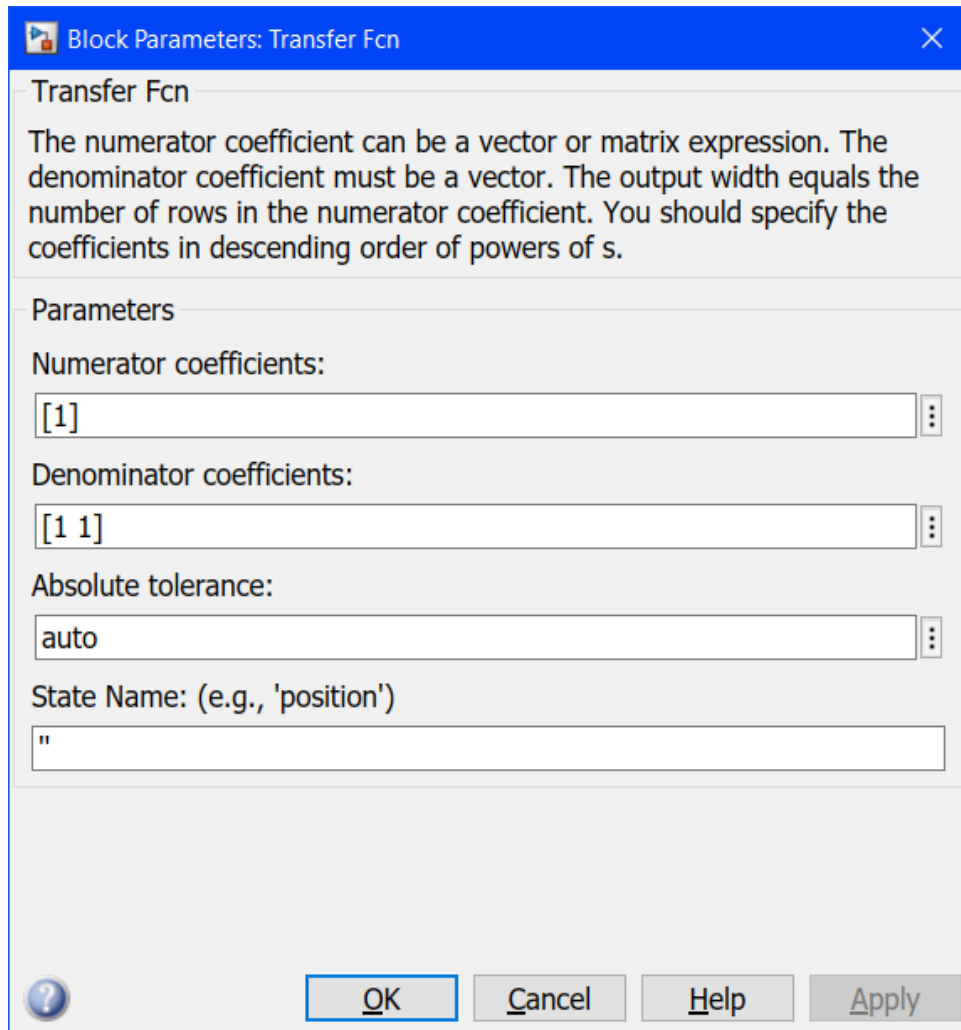 Block Parameters: Transfer Fcn
Transfer Fcn
The numerator coefficient can be a vector or matrix expression. The
denominator coefficient must be a vector. The output width equals the
number of rows in the numerator coefficient. You should specify the
coefficients in descending order of powers of s.
Parameters
Numerator coefficients:
[1]
Denominator coefficients:
[1 1]
Absolute tolerance:
auto
State Name: (e.g., 'position')
''
OK Cancel Help Apply